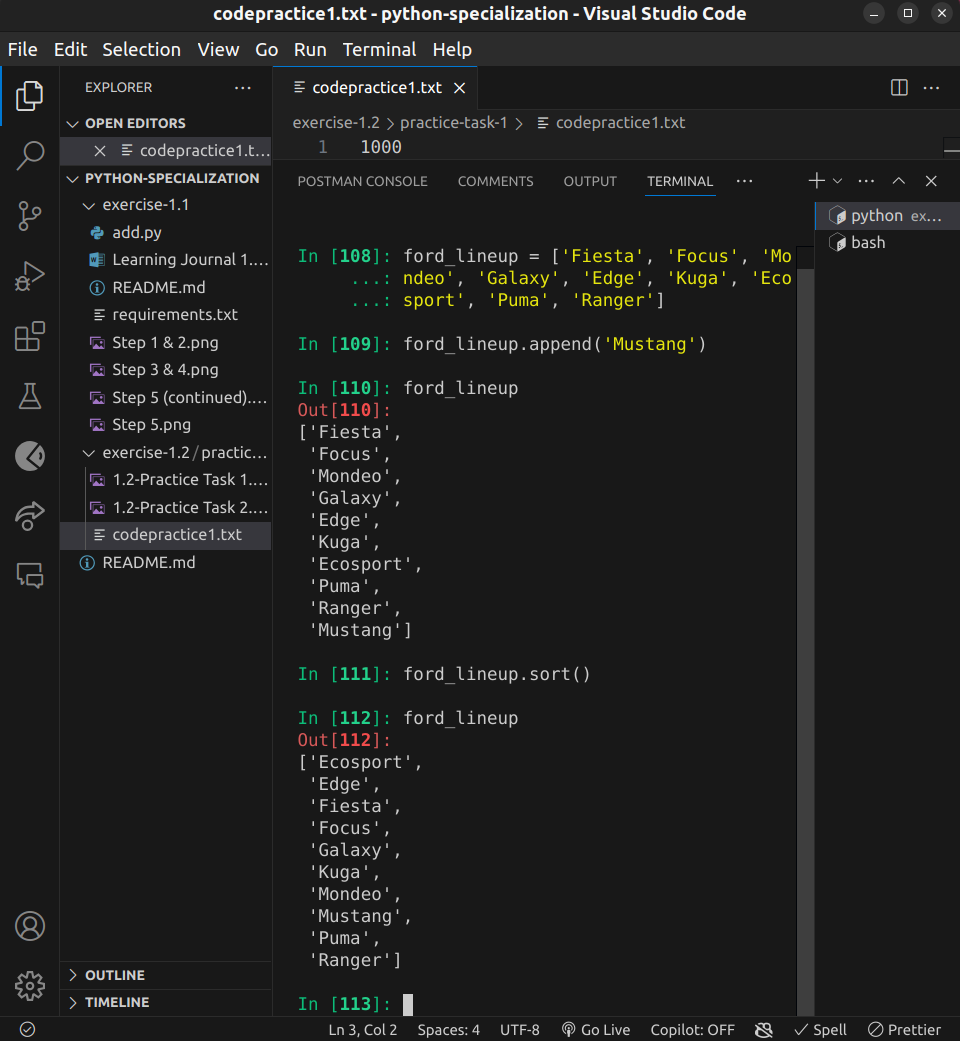 codepractice1.txt - python-specialization - Visual Studio Code
File Edit Selection View Go Run Terminal Help
EXPLORER ···
OPEN EDITORS
codepractice1.t...
PYTHON-SPECIALIZATION
exercise-1.1
add.py
Learning Journal 1....
README.md
requirements.txt
Step 1 & 2.png
Step 3 & 4.png
Step 5 (continued)....
Step 5.png
exercise-1.2 / practic...
1.2-Practice Task 1....
1.2-Practice Task 2....
codepractice1.txt
README.md
OUTLINE
TIMELINE
codepractice1.txt
exercise-1.2 > practice-task-1 > codepractice1.txt
1 1000
POSTMAN CONSOLE COMMENTS OUTPUT TERMINAL ···
python ex...
bash
In [108]: ford_lineup = ['Fiesta', 'Focus', 'Mo
...: ndeo', 'Galaxy', 'Edge', 'Kuga', 'Eco
...: sport', 'Puma', 'Ranger']
In [109]: ford_lineup.append('Mustang')
In [110]: ford_lineup
Out[110]:
['Fiesta',
'Focus',
'Mondeo',
'Galaxy',
'Edge',
'Kuga',
'Ecosport',
'Puma',
'Ranger',
'Mustang']
In [111]: ford_lineup.sort()
In [112]: ford_lineup
Out[112]:
['Ecosport',
'Edge',
'Fiesta',
'Focus',
'Galaxy',
'Kuga',
'Mondeo',
'Mustang',
'Puma',
'Ranger']
In [113]:
Ln 3, Col 2 Spaces: 4 UTF-8 Go Live Copilot: OFF Spell Prettier